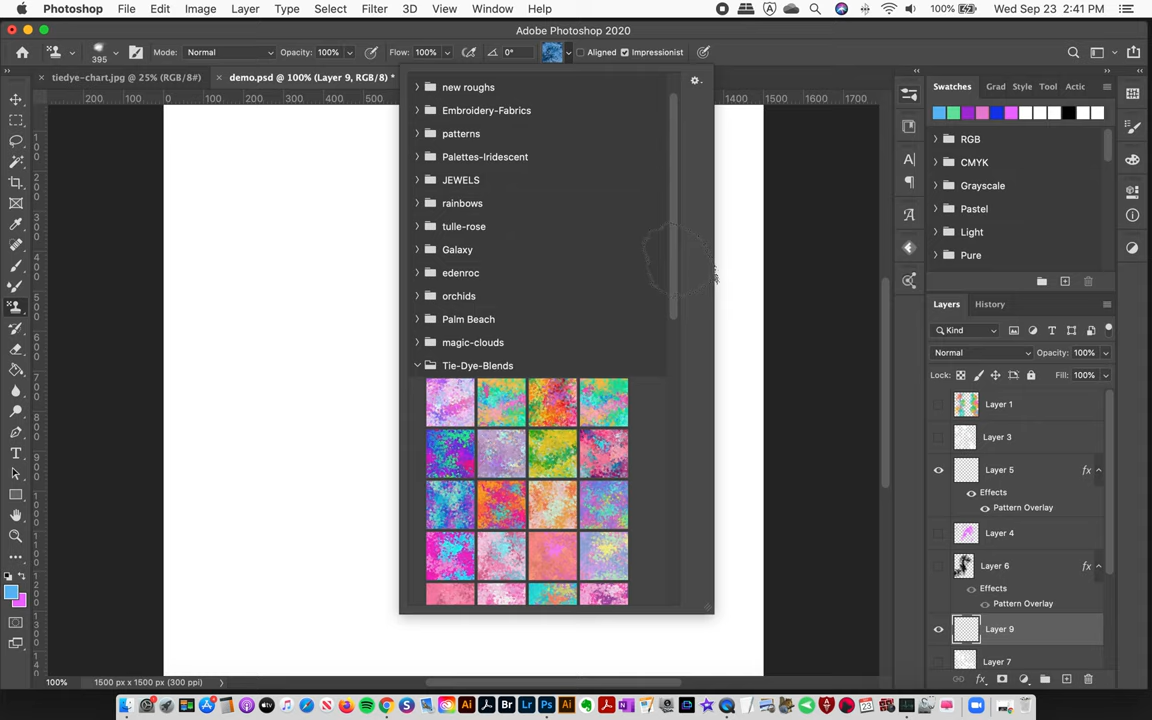 Photoshop File Edit Image Layer Type Select Filter 3D View Window Help 100% Wed Sep 23 2:41 PM
Adobe Photoshop 2020
395 Mode: Normal Opacity: 100% Flow: 100% 0° Aligned Impressionist
tiedye-chart.jpg @ 25% (RGB/8#) demo.psd @ 100% (Layer 9, RGB/8) *
200 100 0 100 200 300 400 500 1400 1500 1600 1700
new roughs
Embroidery-Fabrics
patterns
Palettes-Iridescent
JEWELS
rainbows
tulle-rose
Galaxy
edenroc
orchids
Palm Beach
magic-clouds
Tie-Dye-Blends
Swatches Grad Style Tool Actic
RGB
CMYK
Grayscale
Pastel
Light
Pure
Layers History
Kind
Normal Opacity: 100%
Lock: Fill: 100%
Layer 1
Layer 3
Layer 5 fx
Effects
Pattern Overlay
Layer 4
Layer 6 fx
Effects
Pattern Overlay
Layer 9
Layer 7
100% 1500 px x 1500 px (300 ppi)